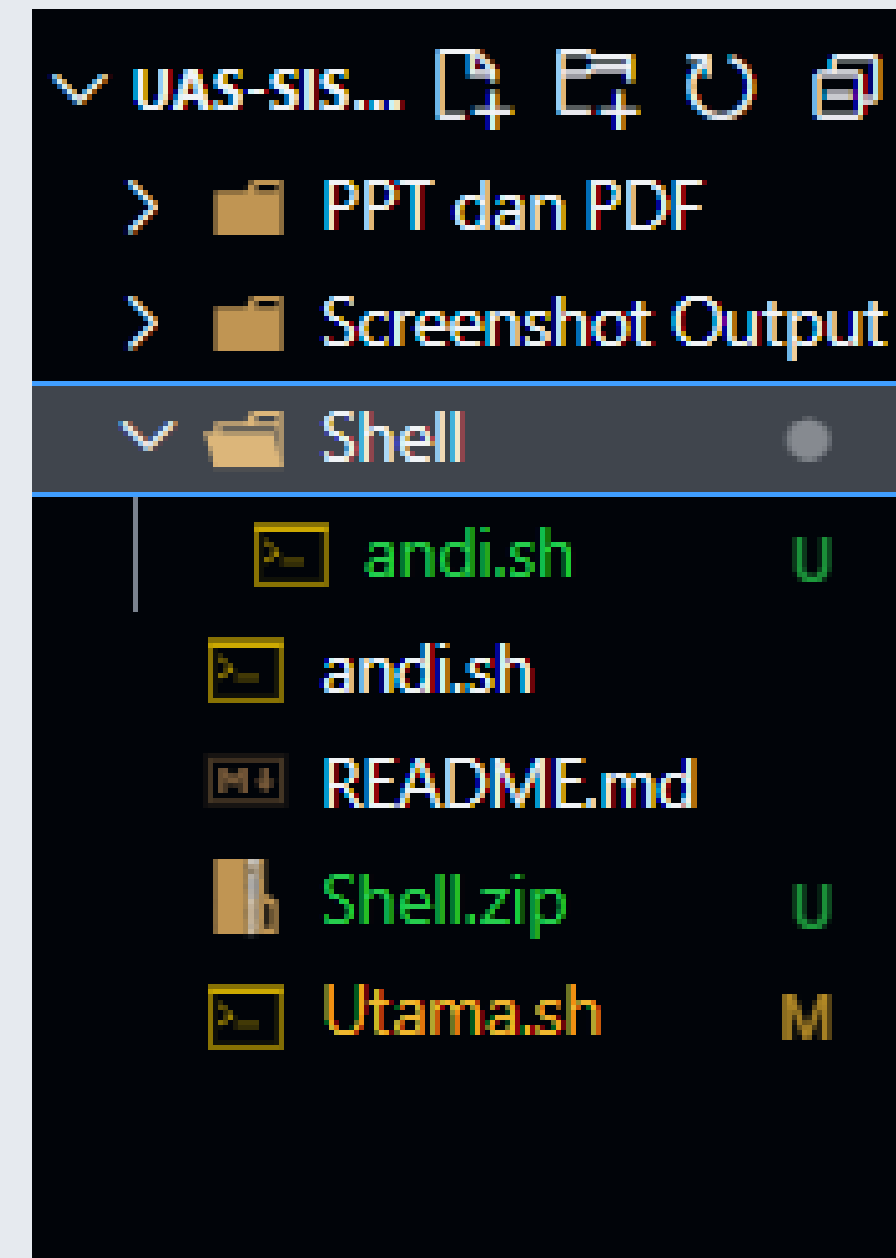 UAS-SIS...
PPT dan PDF
Screenshot Output
Shell
andi.sh U
andi.sh
README.md
Shell.zip U
Utama.sh M